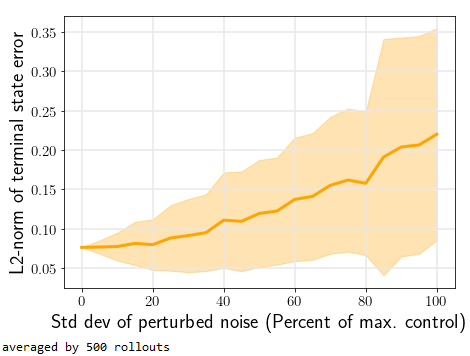 L2-norm of terminal state error
0.35
0.30
0.25
0.20
0.15
0.10
0.05
0 20 40 60 80 100
Std dev of perturbed noise (Percent of max. control)
averaged by 500 rollouts